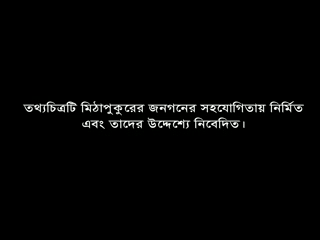 তথ্যচিত্রটি মিঠাপুকুরের জনগনের সহযোগিতায় নির্মিত
এবং তাদের উদ্দেশ্যে নিবেদিত।